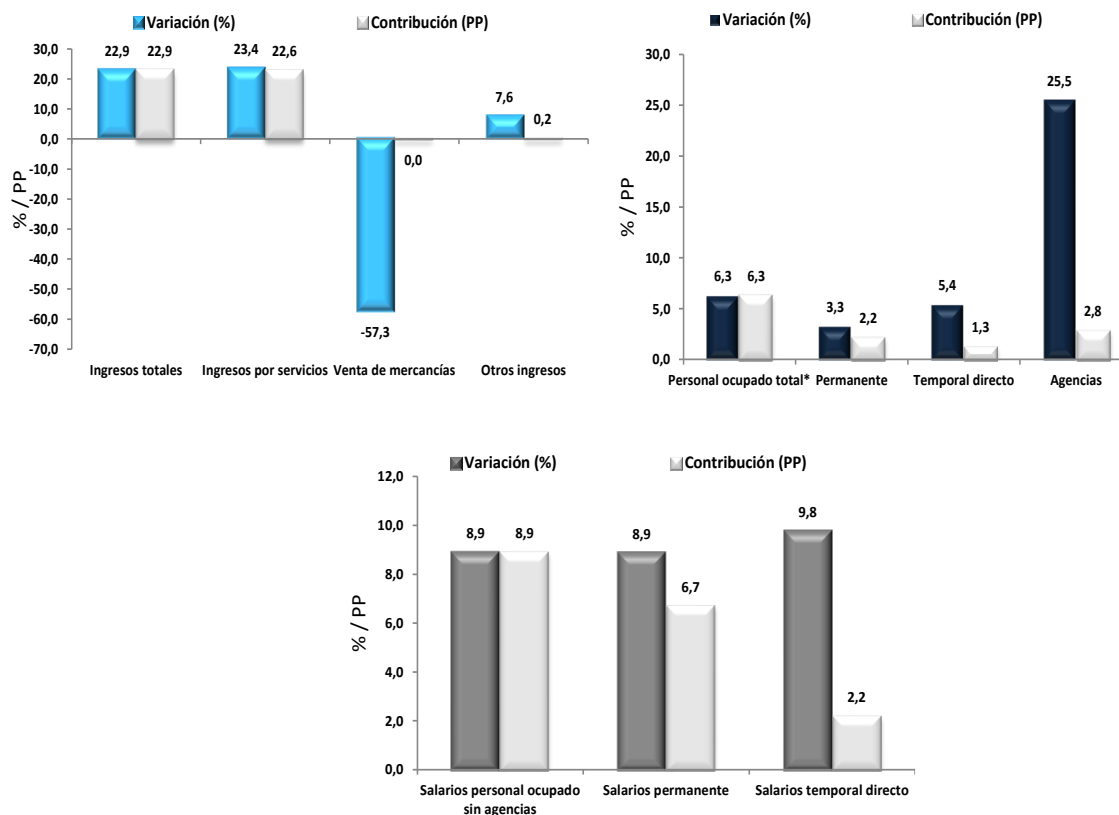 Variación (%) Contribución (PP)
% / PP
30,0
20,0
10,0
0,0
-10,0
-20,0
-30,0
-40,0
-50,0
-60,0
-70,0
22,9 22,9 23,4 22,6 -57,3 0,0 7,6 0,2
Ingresos totales Ingresos por servicios Venta de mercancías Otros ingresos
Variación (%) Contribución (PP)
% / PP
30,0
25,0
20,0
15,0
10,0
5,0
0,0
6,3 6,3 3,3 2,2 5,4 1,3 25,5 2,8
Personal ocupado total* Permanente Temporal directo Agencias
Variación (%) Contribución (PP)
% / PP
12,0
10,0
8,0
6,0
4,0
2,0
0,0
8,9 8,9 8,9 6,7 9,8 2,2
Salarios personal ocupado Salarios permanente Salarios temporal directo
sin agencias